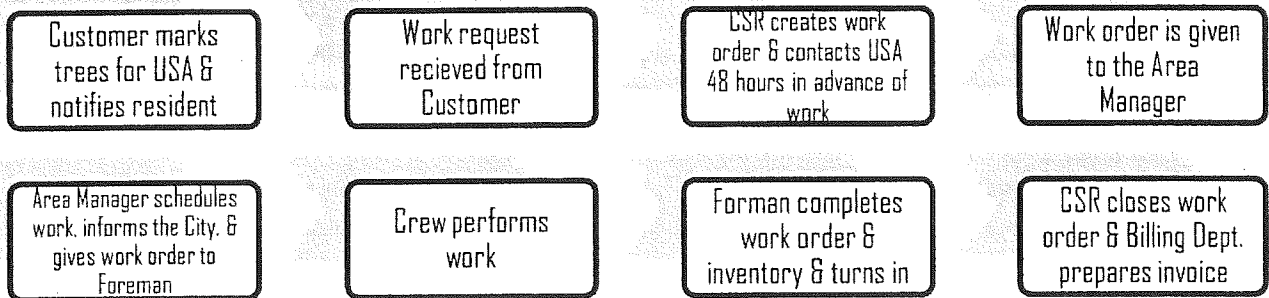 Customer marks
trees for USA &
notifies resident
Work request
recieved from
Customer
CSR creates work
order & contacts USA
48 hours in advance of
work
Work order is given
to the Area
Manager
Area Manager schedules
work, informs the City, &
gives work order to
Foreman
Crew performs
work
Forman completes
work order &
inventory & turns in
CSR closes work
order & Billing Dept.
prepares invoice